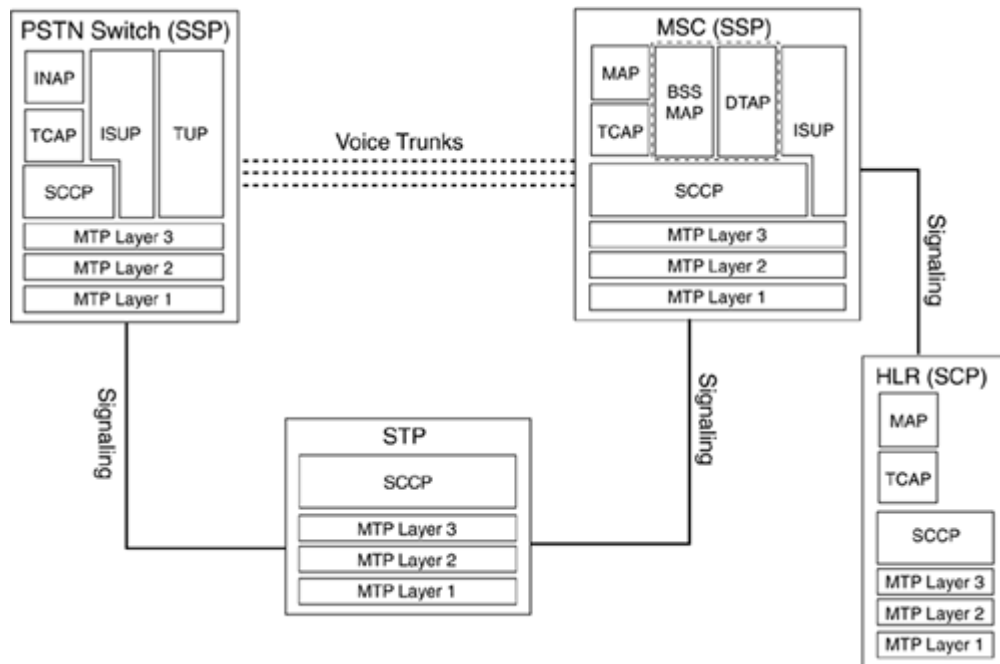 PSTN Switch (SSP)
INAP
TCAP
ISUP
TUP
SCCP
MTP Layer 3
MTP Layer 2
MTP Layer 1
Voice Trunks
MSC (SSP)
MAP
TCAP
BSS
MAP
DTAP
ISUP
SCCP
MTP Layer 3
MTP Layer 2
MTP Layer 1
Signaling
Signaling
Signaling
STP
SCCP
MTP Layer 3
MTP Layer 2
MTP Layer 1
HLR (SCP)
MAP
TCAP
SCCP
MTP Layer 3
MTP Layer 2
MTP Layer 1